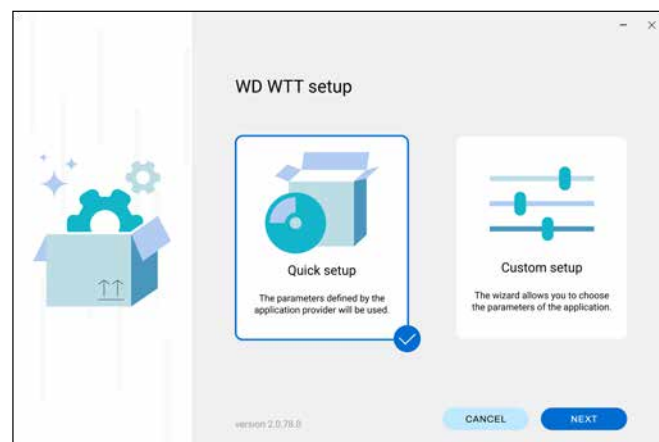 WD WTT setup
Quick setup
The parameters defined by the
application provider will be used.
Custom setup
The wizard allows you to choose
the parameters of the application.
version 2.0.78.0
CANCEL
NEXT